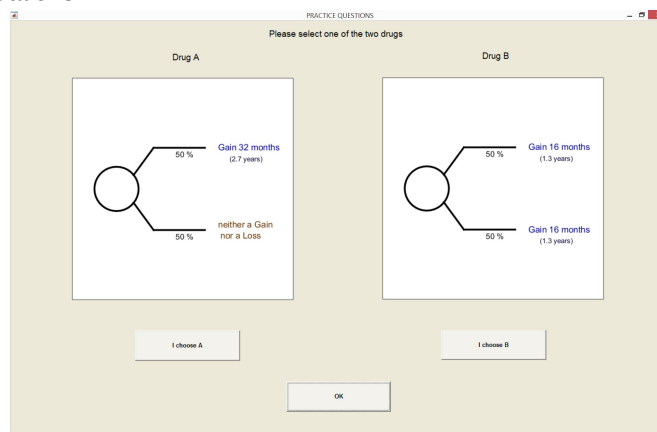 PRACTICE QUESTIONS
Please select one of the two drugs
Drug A
50 %
Gain 32 months
(2.7 years)
50 %
neither a Gain
nor a Loss
I choose A
Drug B
50 %
Gain 16 months
(1.3 years)
50 %
Gain 16 months
(1.3 years)
I choose B
OK